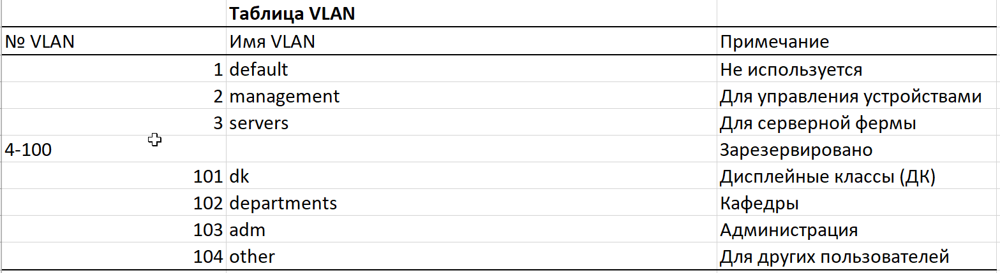 Таблица VLAN
№ VLAN Имя VLAN Примечание
1 default Не используется
2 management Для управления устройствами
3 servers Для серверной фермы
4-100 Зарезервировано
101 dk Дисплейные классы (ДК)
102 departments Кафедры
103 adm Администрация
104 other Для других пользователей